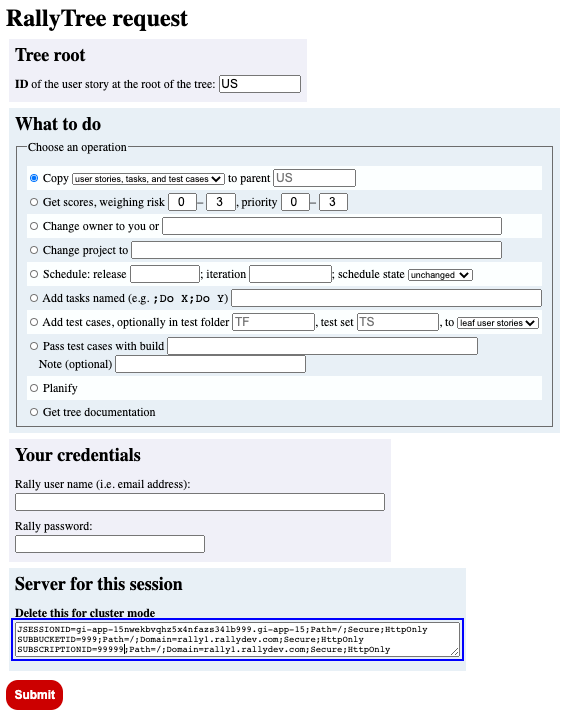 RallyTree request
Tree root
ID of the user story at the root of the tree: US
What to do
Choose an operation
Copy user stories, tasks, and test cases to parent US
Get scores, weighing risk 0 – 3 , priority 0 – 3
Change owner to you or
Change project to
Schedule: release ; iteration ; schedule state unchanged
Add tasks named (e.g. ;Do X;Do Y)
Add test cases, optionally in test folder TF , test set TS , to leaf user stories
Pass test cases with build
Note (optional)
Planify
Get tree documentation
Your credentials
Rally user name (i.e. email address):
Rally password:
Server for this session
Delete this for cluster mode
JSESSIONID=gi-app-15nwekbvqhz5x4nfazs34lb999.gi-app-15;Path=/;Secure;HttpOnly
SUBBUCKETID=999;Path=/;Domain=rally1.rallydev.com;Secure;HttpOnly
SUBSCRIPTIONID=99999;Path=/;Domain=rally1.rallydev.com;Secure;HttpOnly
Submit